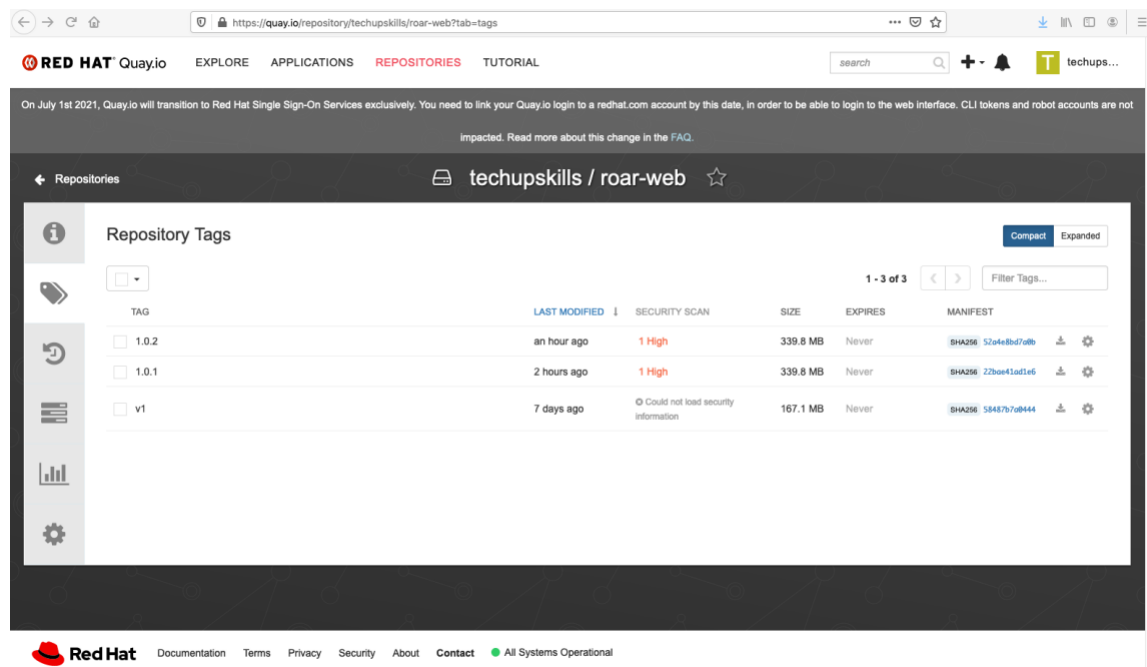 https://quay.io/repository/techupskills/roar-web?tab=tags
RED HAT Quay.io EXPLORE APPLICATIONS REPOSITORIES TUTORIAL search T techups...
On July 1st 2021, Quay.io will transition to Red Hat Single Sign-On Services exclusively. You need to link your Quay.io login to a redhat.com account by this date, in order to be able to login to the web interface. CLI tokens and robot accounts are not
impacted. Read more about this change in the FAQ.
Repositories techupskills / roar-web
Repository Tags Compact Expanded
1 - 3 of 3 Filter Tags...
TAG LAST MODIFIED SECURITY SCAN SIZE EXPIRES MANIFEST
1.0.2 an hour ago 1 High 339.8 MB Never SHA256 52a4e8bd7a0b
1.0.1 2 hours ago 1 High 339.8 MB Never SHA256 22bae41ad1e6
v1 7 days ago Could not load security information 167.1 MB Never SHA256 58487b7a0444
Red Hat Documentation Terms Privacy Security About Contact All Systems Operational